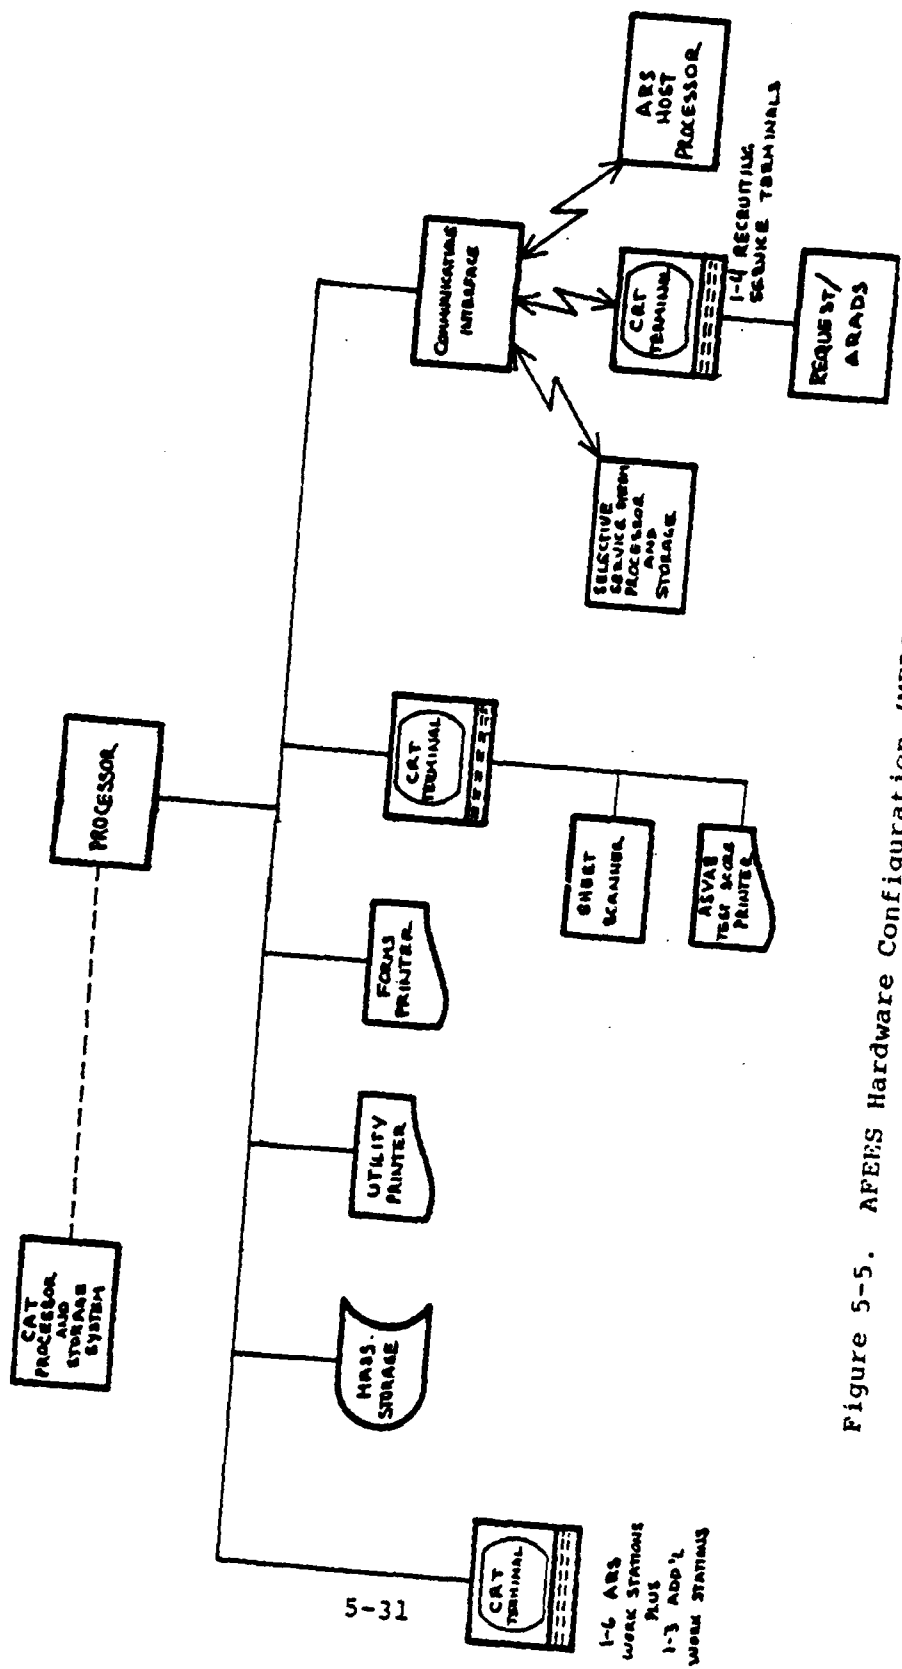 CAT
PROCESSOR
AND
STORAGE
SYSTEM
PROCESSOR
CRT
TERMINAL
1-6 ARS
WORK STATIONS
PLUS
1-3 ADD'L
WORK STATIONS
MASS
STORAGE
UTILITY
PRINTER
FORMS
PRINTER
CRT
TERMINAL
SHEET
SCANNER
ASVAB
TEST SCORE
PRINTER
COMMUNICATIONS
INTERFACE
SELECTIVE
SERVICE SYSTEM
PROCESSOR
AND
STORAGE
CRT
TERMINAL
1-4 RECRUITING
SERVICE TERMINALS
REQUEST/
ARADS
ARS
HOST
PROCESSOR
Figure 5-5. AFEES Hardware Configuration
5-31